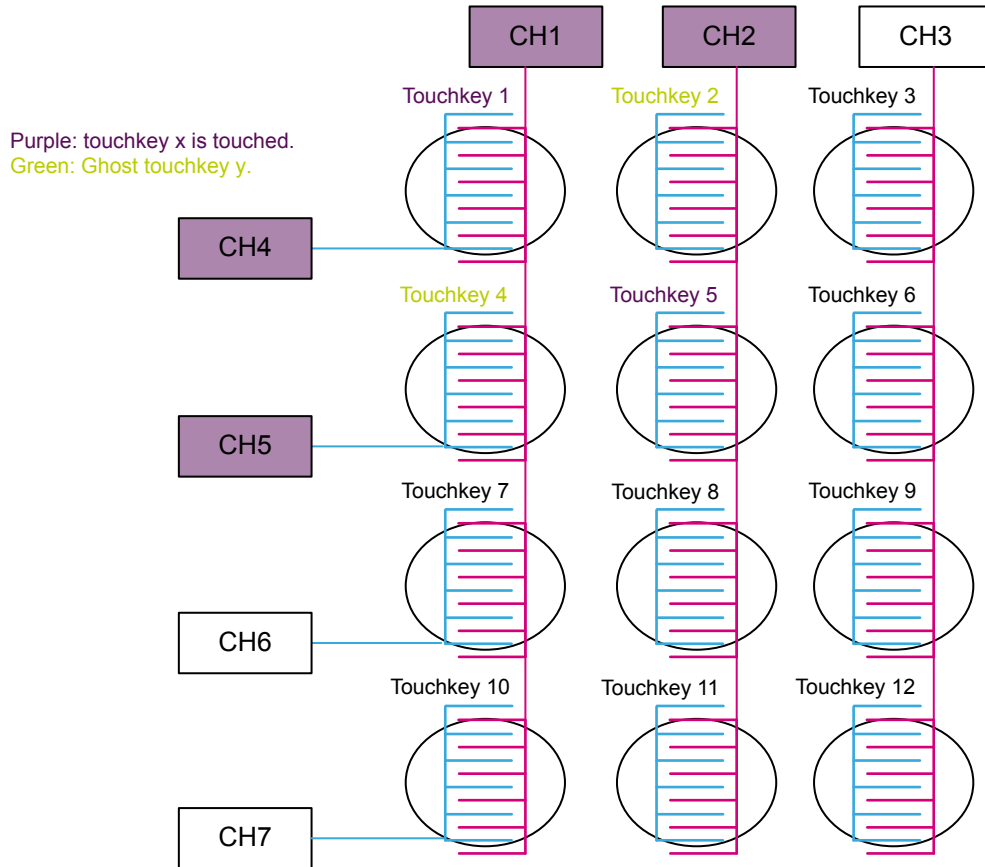 CH1
CH2
CH3
Touchkey 1
Touchkey 2
Touchkey 3
Purple: touchkey x is touched.
Green: Ghost touchkey y.
CH4
Touchkey 4
Touchkey 5
Touchkey 6
CH5
Touchkey 7
Touchkey 8
Touchkey 9
CH6
Touchkey 10
Touchkey 11
Touchkey 12
CH7